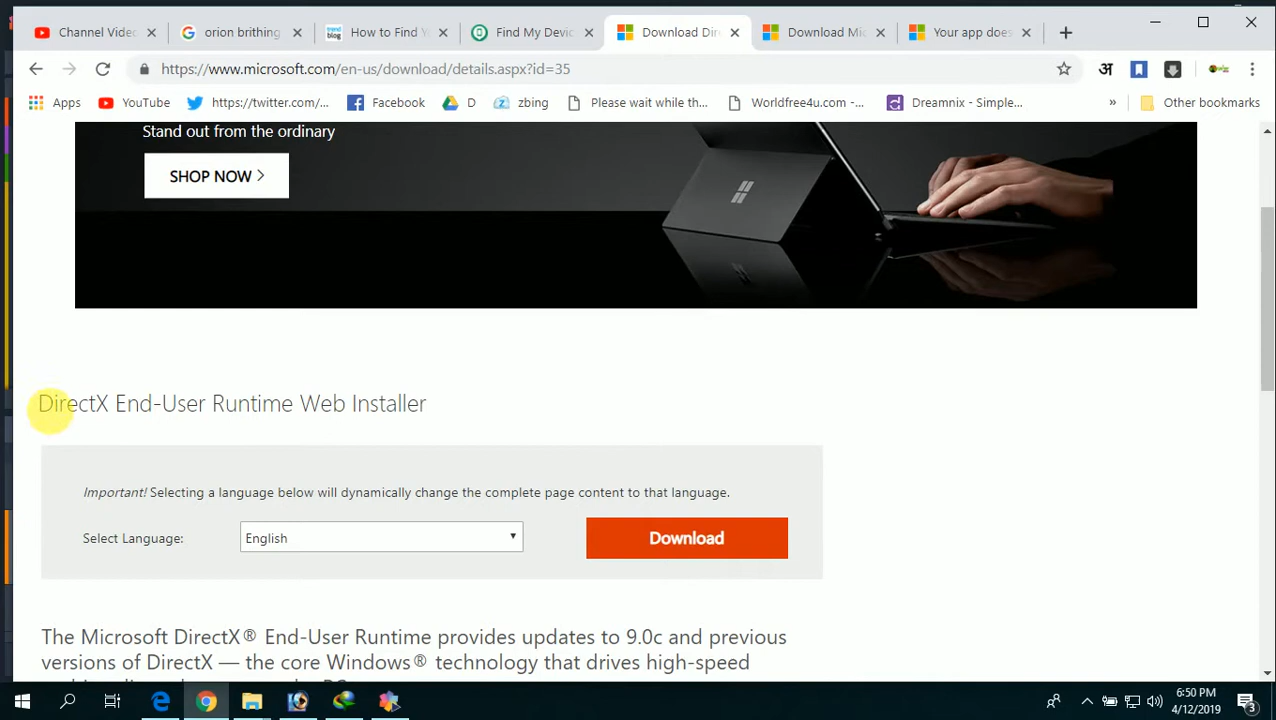 Channel Video
onon brithing
How to Find Y
Find My Devic
Download Dir
Download Mic
Your app does
https://www.microsoft.com/en-us/download/details.aspx?id=35
Apps
YouTube
https://twitter.com/...
Facebook
D
zbing
Please wait while th...
Worldfree4u.com -...
Dreamnix - Simple...
»
Other bookmarks
Stand out from the ordinary
SHOP NOW >
DirectX End-User Runtime Web Installer
Important! Selecting a language below will dynamically change the complete page content to that language.
Select Language:
English
Download
The Microsoft DirectX® End-User Runtime provides updates to 9.0c and previous
versions of DirectX — the core Windows® technology that drives high-speed
6:50 PM
4/12/2019
3